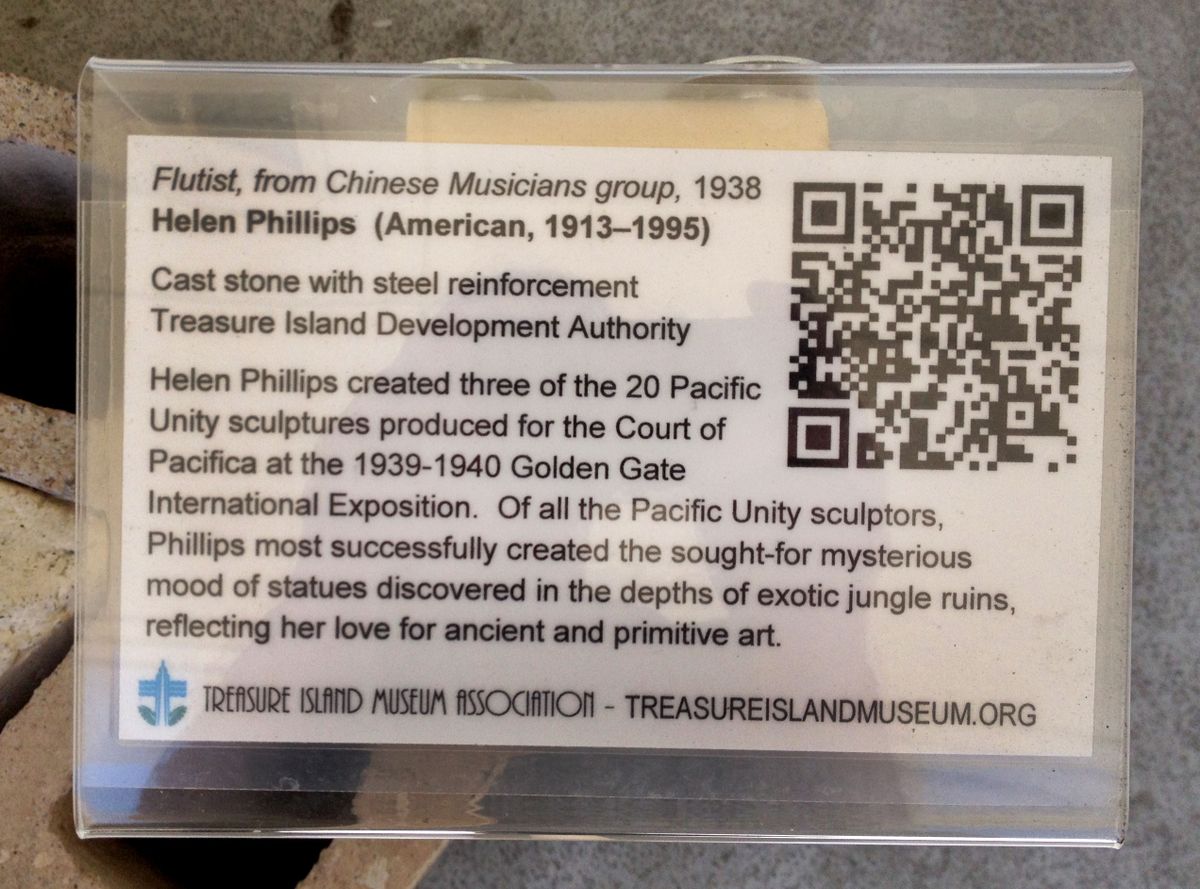 Flutist, from Chinese Musicians group, 1938
Helen Phillips (American, 1913–1995)
Cast stone with steel reinforcement
Treasure Island Development Authority
Helen Phillips created three of the 20 Pacific
Unity sculptures produced for the Court of
Pacifica at the 1939-1940 Golden Gate
International Exposition. Of all the Pacific Unity sculptors,
Phillips most successfully created the sought-for mysterious
mood of statues discovered in the depths of exotic jungle ruins,
reflecting her love for ancient and primitive art.
TREASURE ISLAND MUSEUM ASSOCIATION - TREASUREISLANDMUSEUM.ORG